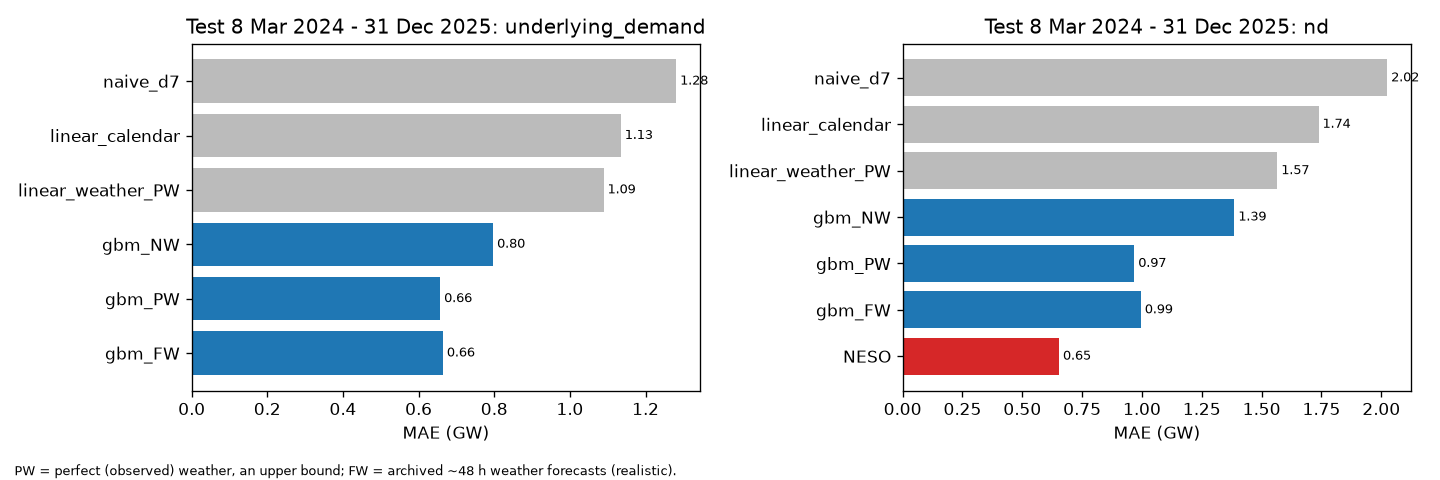 Test 8 Mar 2024 - 31 Dec 2025: underlying_demand
naive_d7
1.28
linear_calendar
1.13
linear_weather_PW
1.09
gbm_NW
0.80
gbm_PW
0.66
gbm_FW
0.66
0.0 0.2 0.4 0.6 0.8 1.0 1.2
MAE (GW)
Test 8 Mar 2024 - 31 Dec 2025: nd
naive_d7
2.02
linear_calendar
1.74
linear_weather_PW
1.57
gbm_NW
1.39
gbm_PW
0.97
gbm_FW
0.99
NESO
0.65
0.00 0.25 0.50 0.75 1.00 1.25 1.50 1.75 2.00
MAE (GW)
PW = perfect (observed) weather, an upper bound; FW = archived ~48 h weather forecasts (realistic).